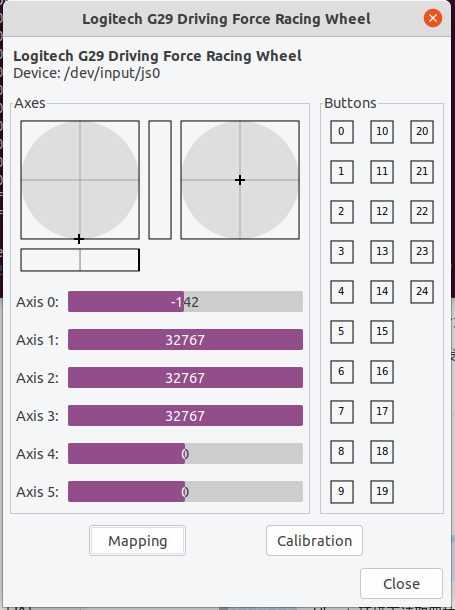 Logitech G29 Driving Force Racing Wheel
Logitech G29 Driving Force Racing Wheel
Device: /dev/input/js0
Axes
Buttons
0 10 20
1 11 21
2 12 22
3 13 23
4 14 24
5 15
6 16
7 17
8 18
9 19
Axis 0: -142
Axis 1: 32767
Axis 2: 32767
Axis 3: 32767
Axis 4: 0
Axis 5: 0
Mapping
Calibration
Close